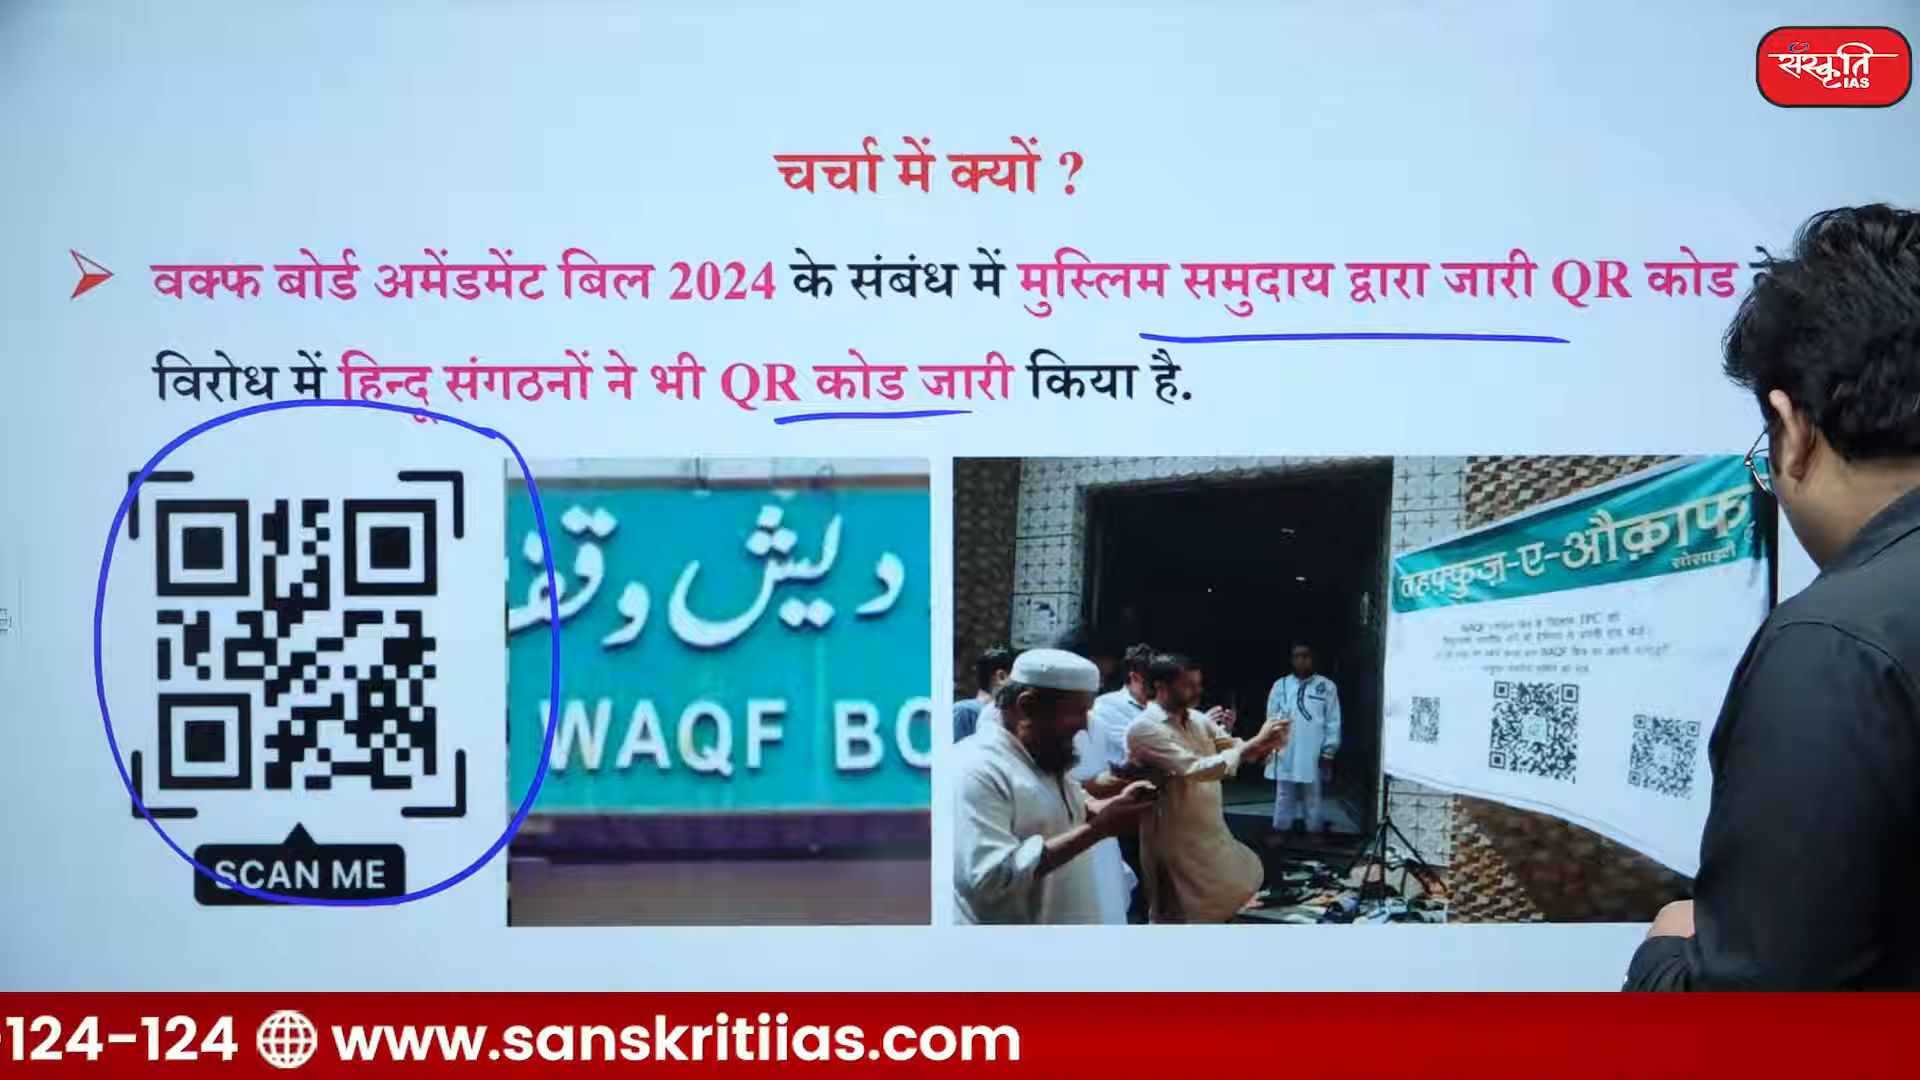 संस्कृति
IAS
चर्चा में क्यों ?
वक्फ बोर्ड अमेंडमेंट बिल 2024 के संबंध में मुस्लिम समुदाय द्वारा जारी QR कोड
विरोध में हिन्दू संगठनों ने भी QR कोड जारी किया है.
SCAN ME
WAQF BO
तहफ्फुज़-ए-औक़ाफ
सोसाइटी
-124-124 www.sanskritiias.com